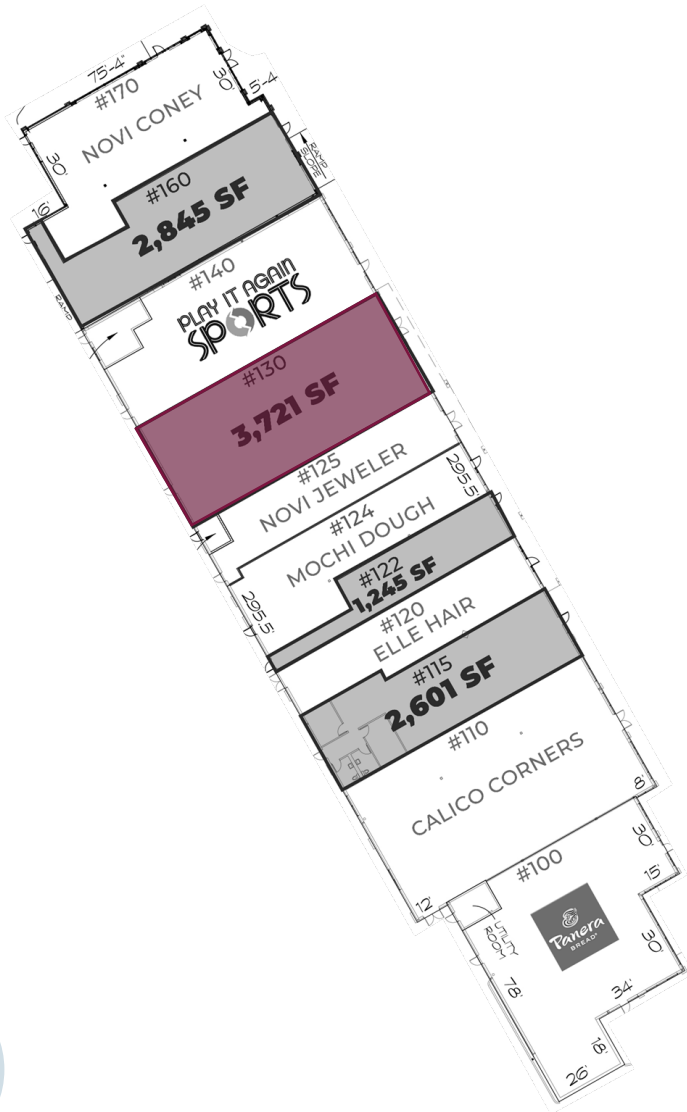 75'-4"
#170
NOVI CONEY
30'
5'-4
30'
16'
RAMP
SLOPE
#160
2,845 SF
RAMP
#140
PLAY IT AGAIN
SPORTS
#130
3,721 SF
#125
NOVI JEWELER
295.5'
#124
MOCHI DOUGH
#122
1,245 SF
295.5'
#120
ELLE HAIR
#115
2,601 SF
#110
CALICO CORNERS
8'
30'
#100
15'
12'
UTILITY
ROOM
Panera
BREAD®
30'
78'
34'
18'
26'